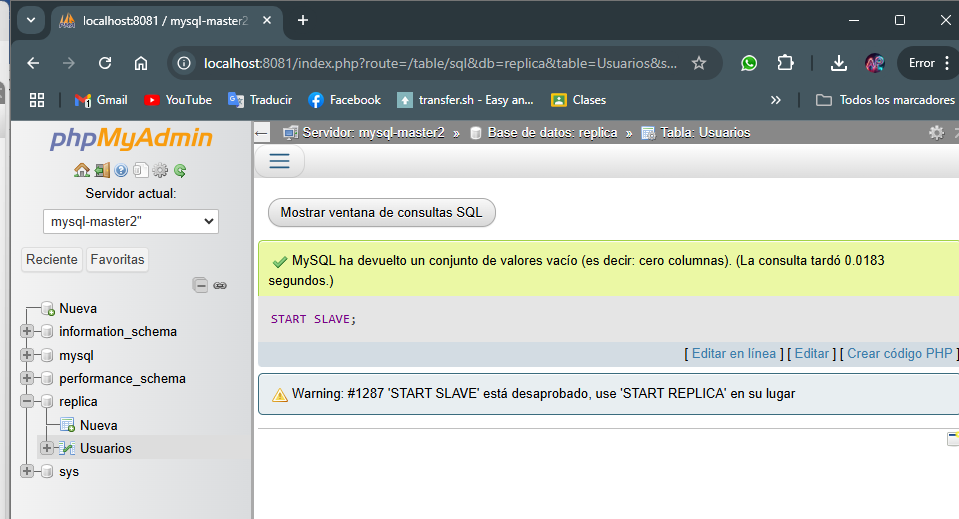 localhost:8081 / mysql-master2
localhost:8081/index.php?route=/table/sql&db=replica&table=Usuarios&s...
Error
Gmail
YouTube
Traducir
Facebook
transfer.sh - Easy an...
Clases
»
Todos los marcadores
phpMyAdmin
Servidor actual:
mysql-master2"
Reciente
Favoritas
Nueva
information_schema
mysql
performance_schema
replica
Nueva
Usuarios
sys
Servidor: mysql-master2 » Base de datos: replica » Tabla: Usuarios
Mostrar ventana de consultas SQL
MySQL ha devuelto un conjunto de valores vacío (es decir: cero columnas). (La consulta tardó 0.0183
segundos.)
START SLAVE;
[ Editar en línea ] [ Editar ] [ Crear código PHP ]
Warning: #1287 'START SLAVE' está desaprobado, use 'START REPLICA' en su lugar